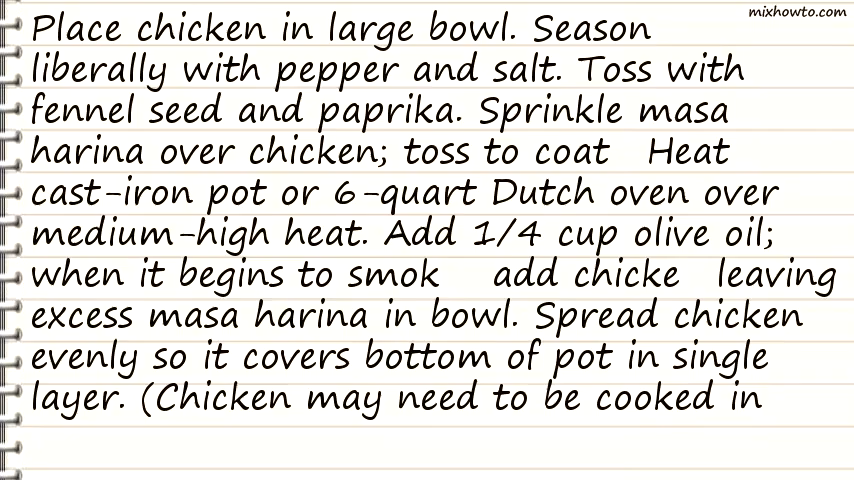 mixhowto.com
Place chicken in large bowl. Season
liberally with pepper and salt. Toss with
fennel seed and paprika. Sprinkle masa
harina over chicken; toss to coat Heat
cast-iron pot or 6-quart Dutch oven over
medium-high heat. Add 1/4 cup olive oil;
when it begins to smok add chicke leaving
excess masa harina in bowl. Spread chicken
evenly so it covers bottom of pot in single
layer. (Chicken may need to be cooked in